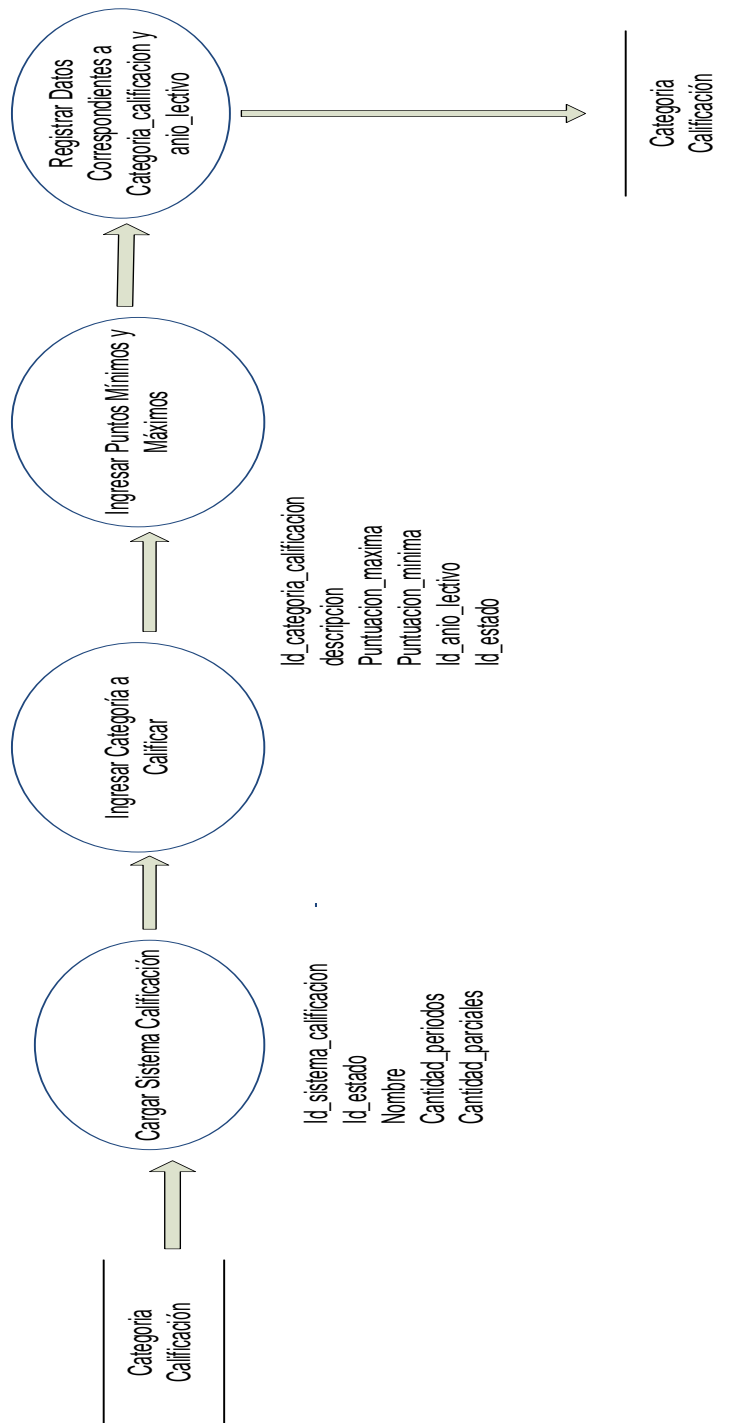 Categoria
Calificación
Cargar Sistema Calificación
Id_sistema_calificacion
Id_estado
Nombre
Cantidad_periodos
Cantidad_parciales
Ingresar Categoría a
Calificar
Id_categoria_calificacion
descripcion
Puntuacion_maxima
Puntuacion_minima
Id_anio_lectivo
Id_estado
Ingresar Puntos Mínimos y
Máximos
Registrar Datos
Correspondientes a
Categoria_calificacion y
anio_lectivo
Categoria
Calificación